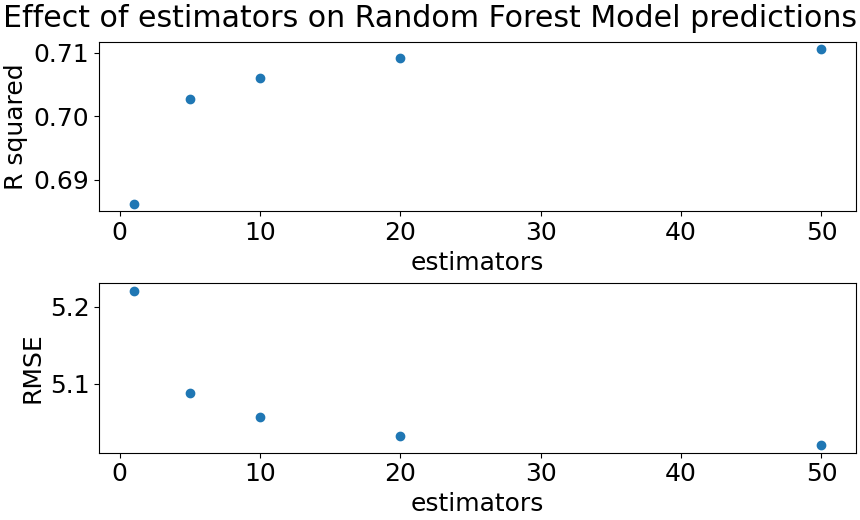 Effect of estimators on Random Forest Model predictions
0.71
0.70
0.69
R squared
0 10 20 30 40 50
estimators
5.2
5.1
RMSE
0 10 20 30 40 50
estimators